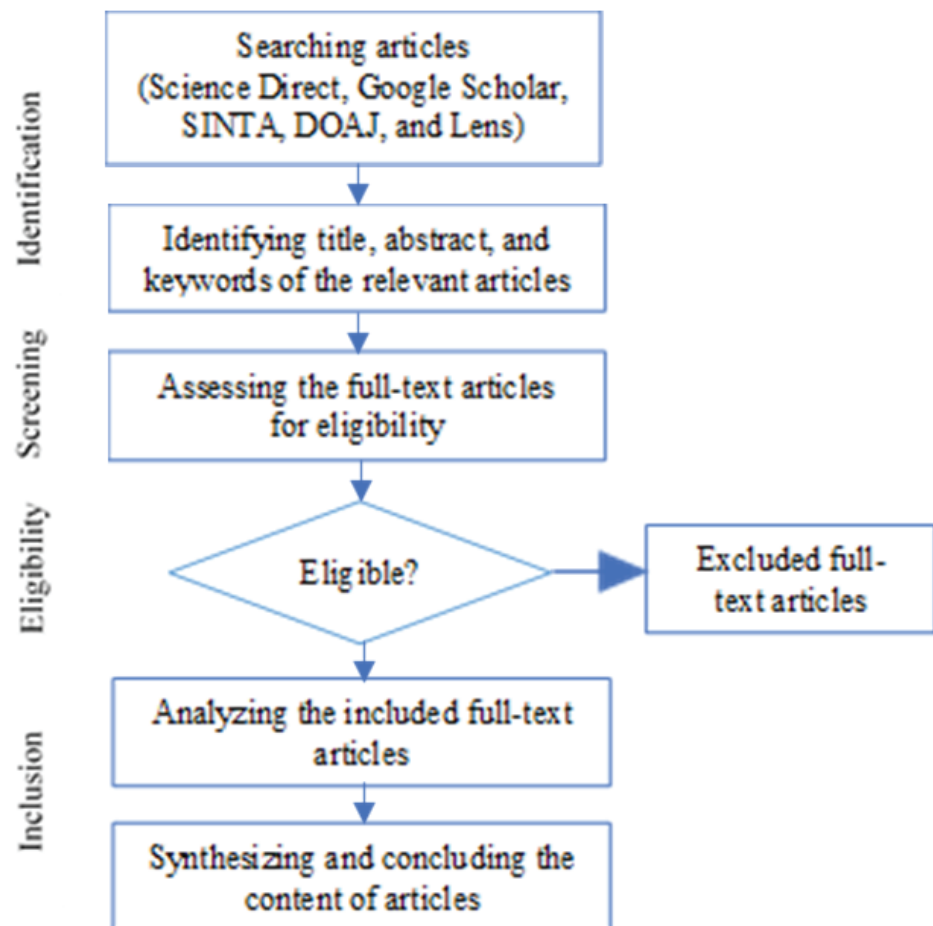 Identification
Searching articles
(Science Direct, Google Scholar,
SINTA, DOAJ, and Lens)
Identifying title, abstract, and
keywords of the relevant articles
Screening
Assessing the full-text articles
for eligibility
Eligibility
Eligible?
Excluded full-
text articles
Inclusion
Analyzing the included full-text
articles
Synthesizing and concluding the
content of articles